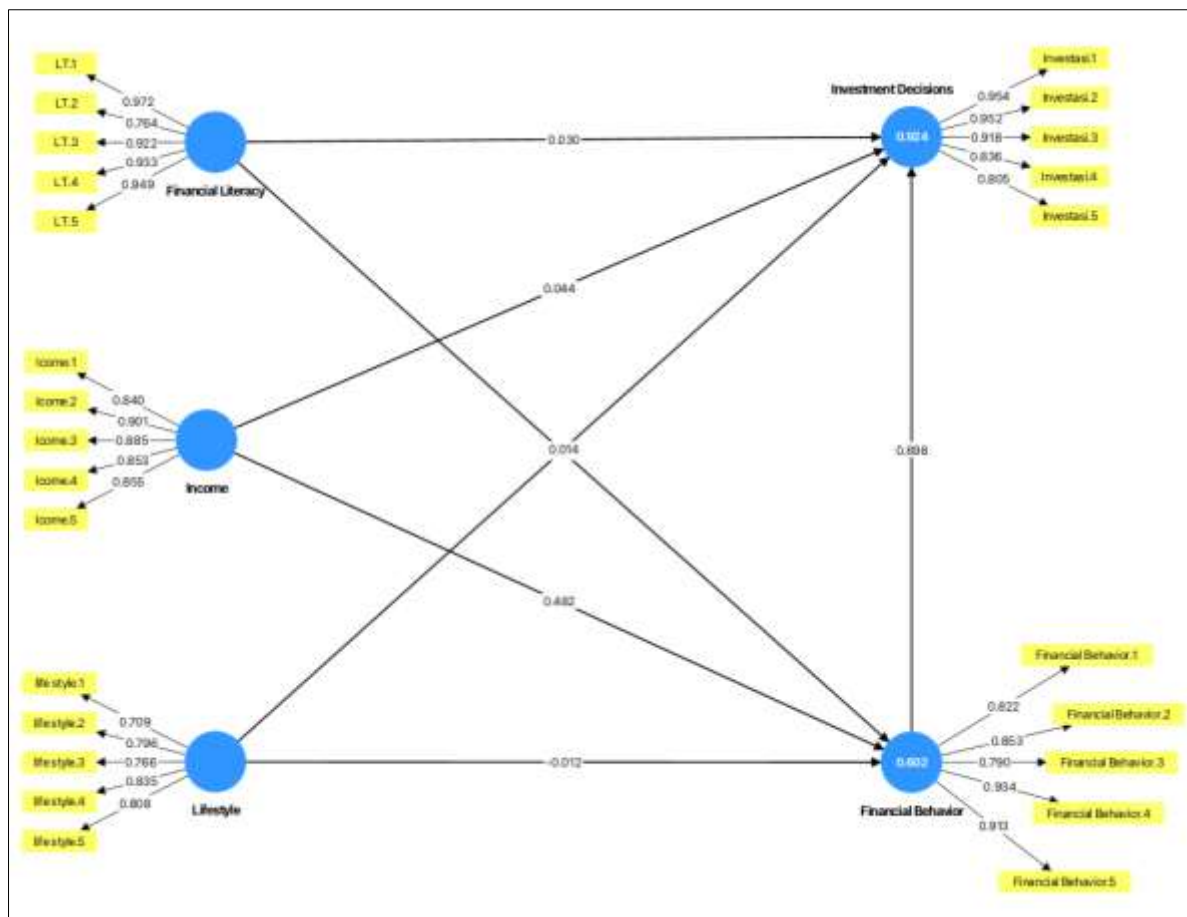 LT.1
LT.2
LT.3
LT.4
LT.5
0.972
0.764
0.922
0.933
0.949
Financial Literacy
Icome.1
Icome.2
Icome.3
Icome.4
Icome.5
0.840
0.901
0.885
0.853
0.855
Income
lifestyle.1
lifestyle.2
lifestyle.3
lifestyle.4
lifestyle.5
0.709
0.796
0.766
0.835
0.808
Lifestyle
0.030
0.044
0.014
0.482
-0.012
0.898
Investment Decisions
0.924
0.954
0.952
0.918
0.836
0.805
Investasi.1
Investasi.2
Investasi.3
Investasi.4
Investasi.5
0.602
Financial Behavior
0.822
0.853
0.790
0.934
0.913
Financial Behavior.1
Financial Behavior.2
Financial Behavior.3
Financial Behavior.4
Financial Behavior.5